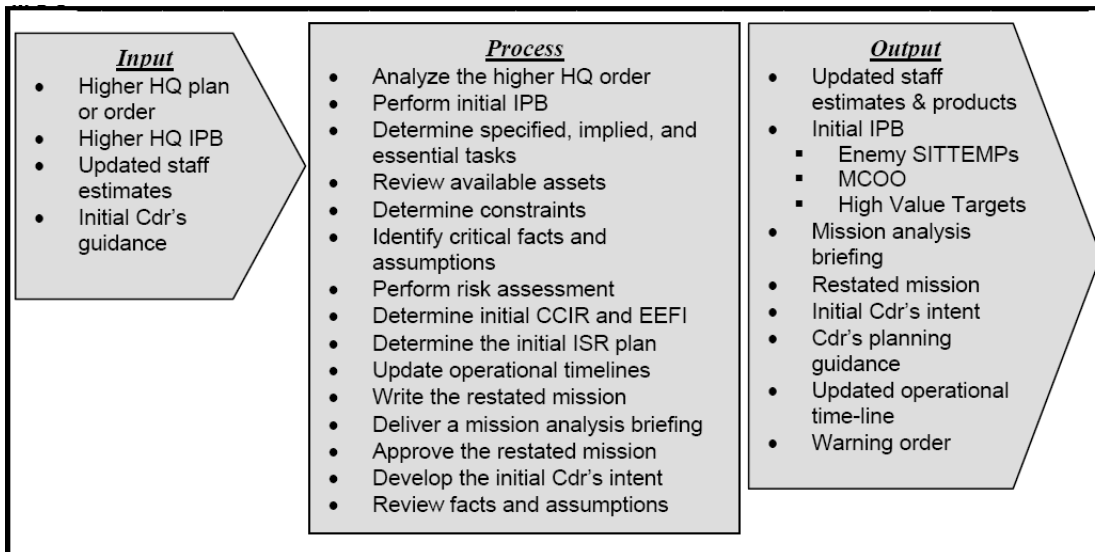 Input
• Higher HQ plan
or order
• Higher HQ IPB
• Updated staff
estimates
• Initial Cdr's
guidance
Process
• Analyze the higher HQ order
• Perform initial IPB
• Determine specified, implied, and
essential tasks
• Review available assets
• Determine constraints
• Identify critical facts and
assumptions
• Perform risk assessment
• Determine initial CCIR and EEFI
• Determine the initial ISR plan
• Update operational timelines
• Write the restated mission
• Deliver a mission analysis briefing
• Approve the restated mission
• Develop the initial Cdr's intent
• Review facts and assumptions
Output
• Updated staff
estimates & products
• Initial IPB
▪ Enemy SITTEMPs
▪ MCOO
▪ High Value Targets
• Mission analysis
briefing
• Restated mission
• Initial Cdr's intent
• Cdr's planning
guidance
• Updated operational
time-line
• Warning order